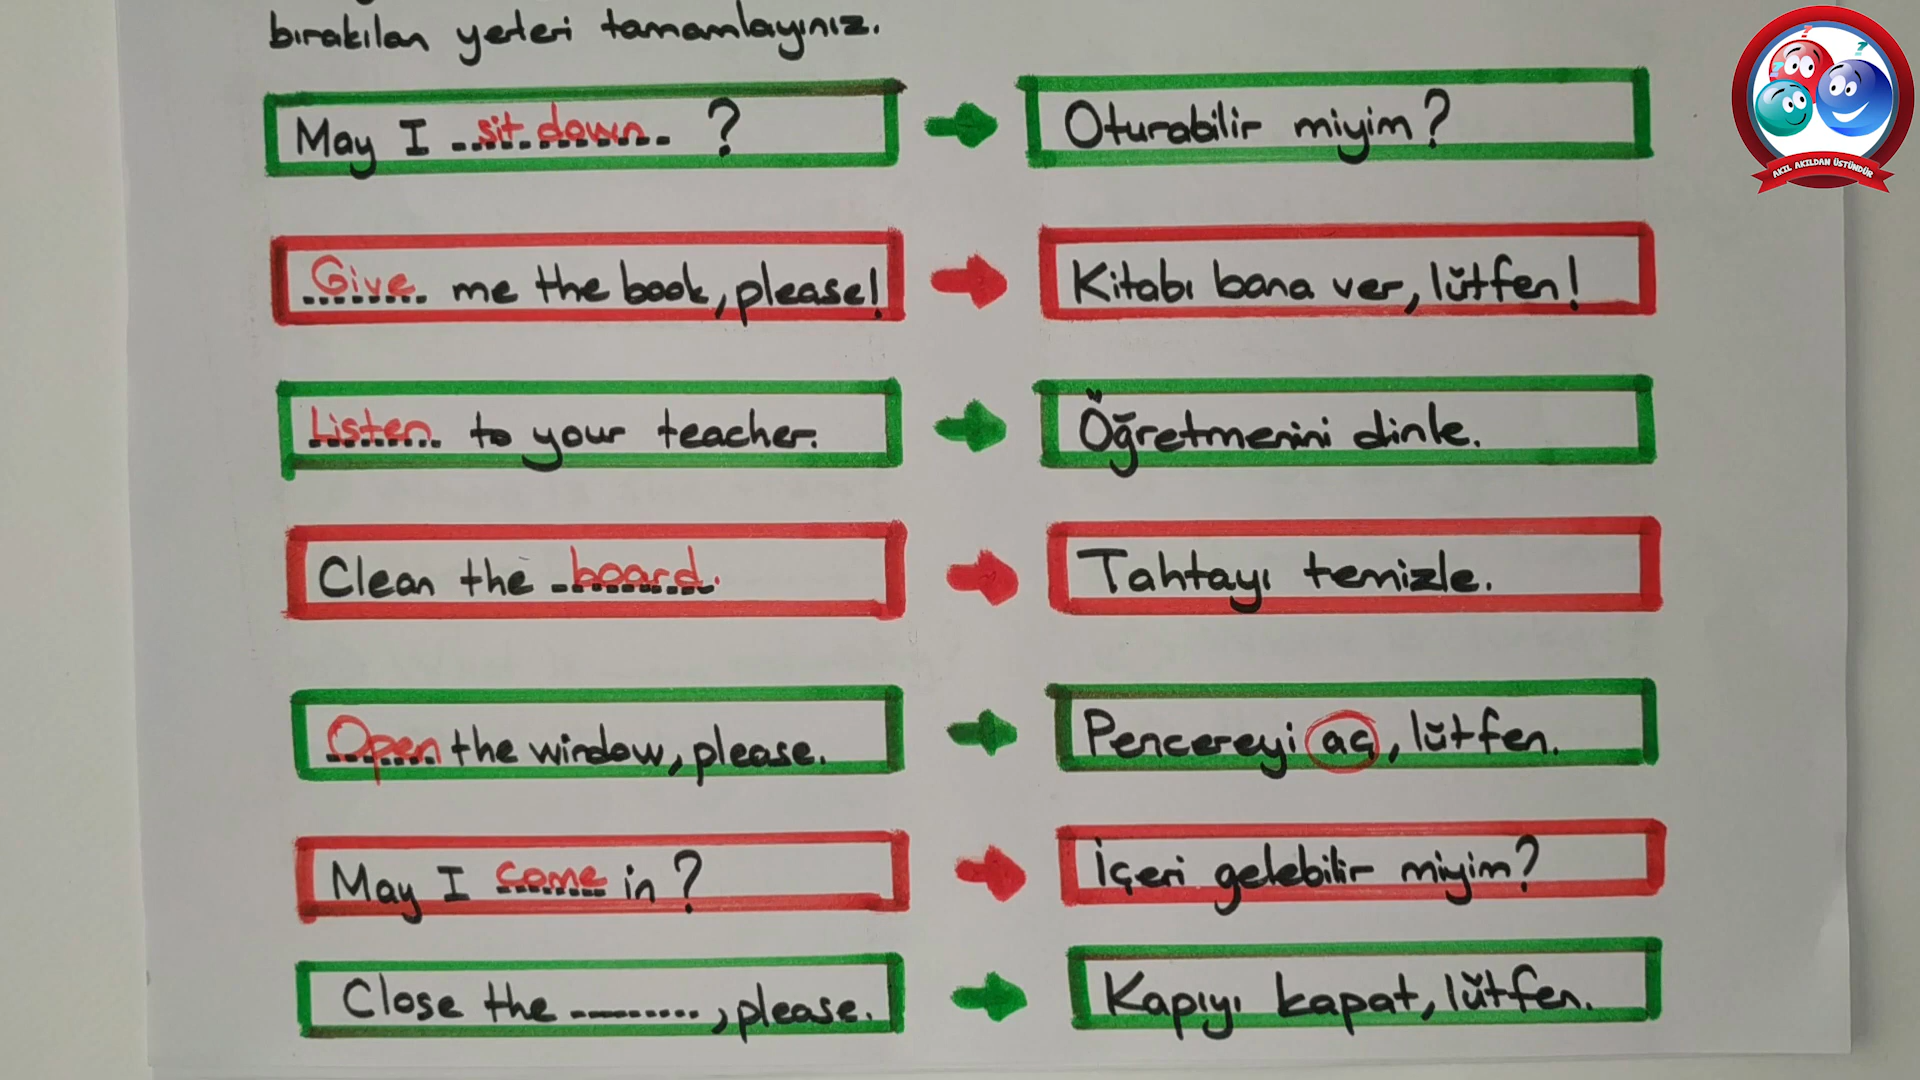 bırakılan yerleri tamamlayınız.
May I sit down ?
Oturabilir miyim?
Give me the book, please!
Kitabı bana ver, lütfen!
Listen to your teacher.
Öğretmenini dinle.
Clean the board.
Tahtayı temizle.
Open the window, please.
Pencereyi aç, lütfen.
May I come in ?
İçeri gelebilir miyim?
Close the ........., please.
Kapıyı kapat, lütfen.
AKIL AKILDAN ÜSTÜNDÜR